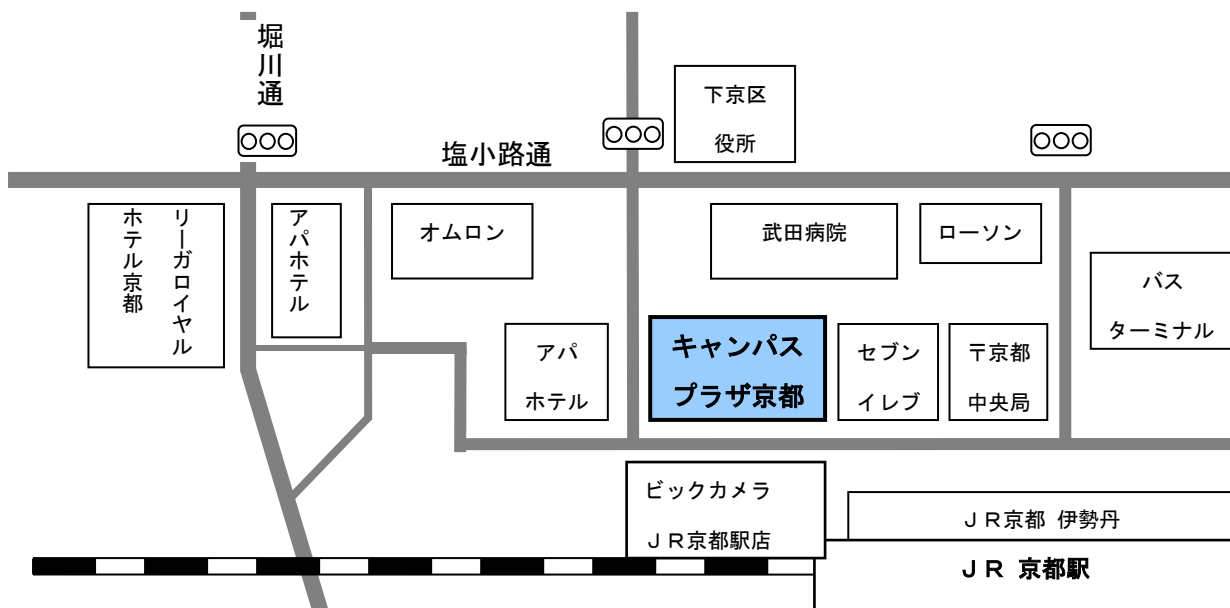 堀川通
下京区
役所
塩小路通
リーガロイヤル
ホテル京都
アパホテル
オムロン
武田病院
ローソン
バス
ターミナル
アパ
ホテル
キャンパス
プラザ京都
セブン
イレブ
〒京都
中央局
ビックカメラ
ＪＲ京都駅店
ＪＲ京都 伊勢丹
ＪＲ 京都駅